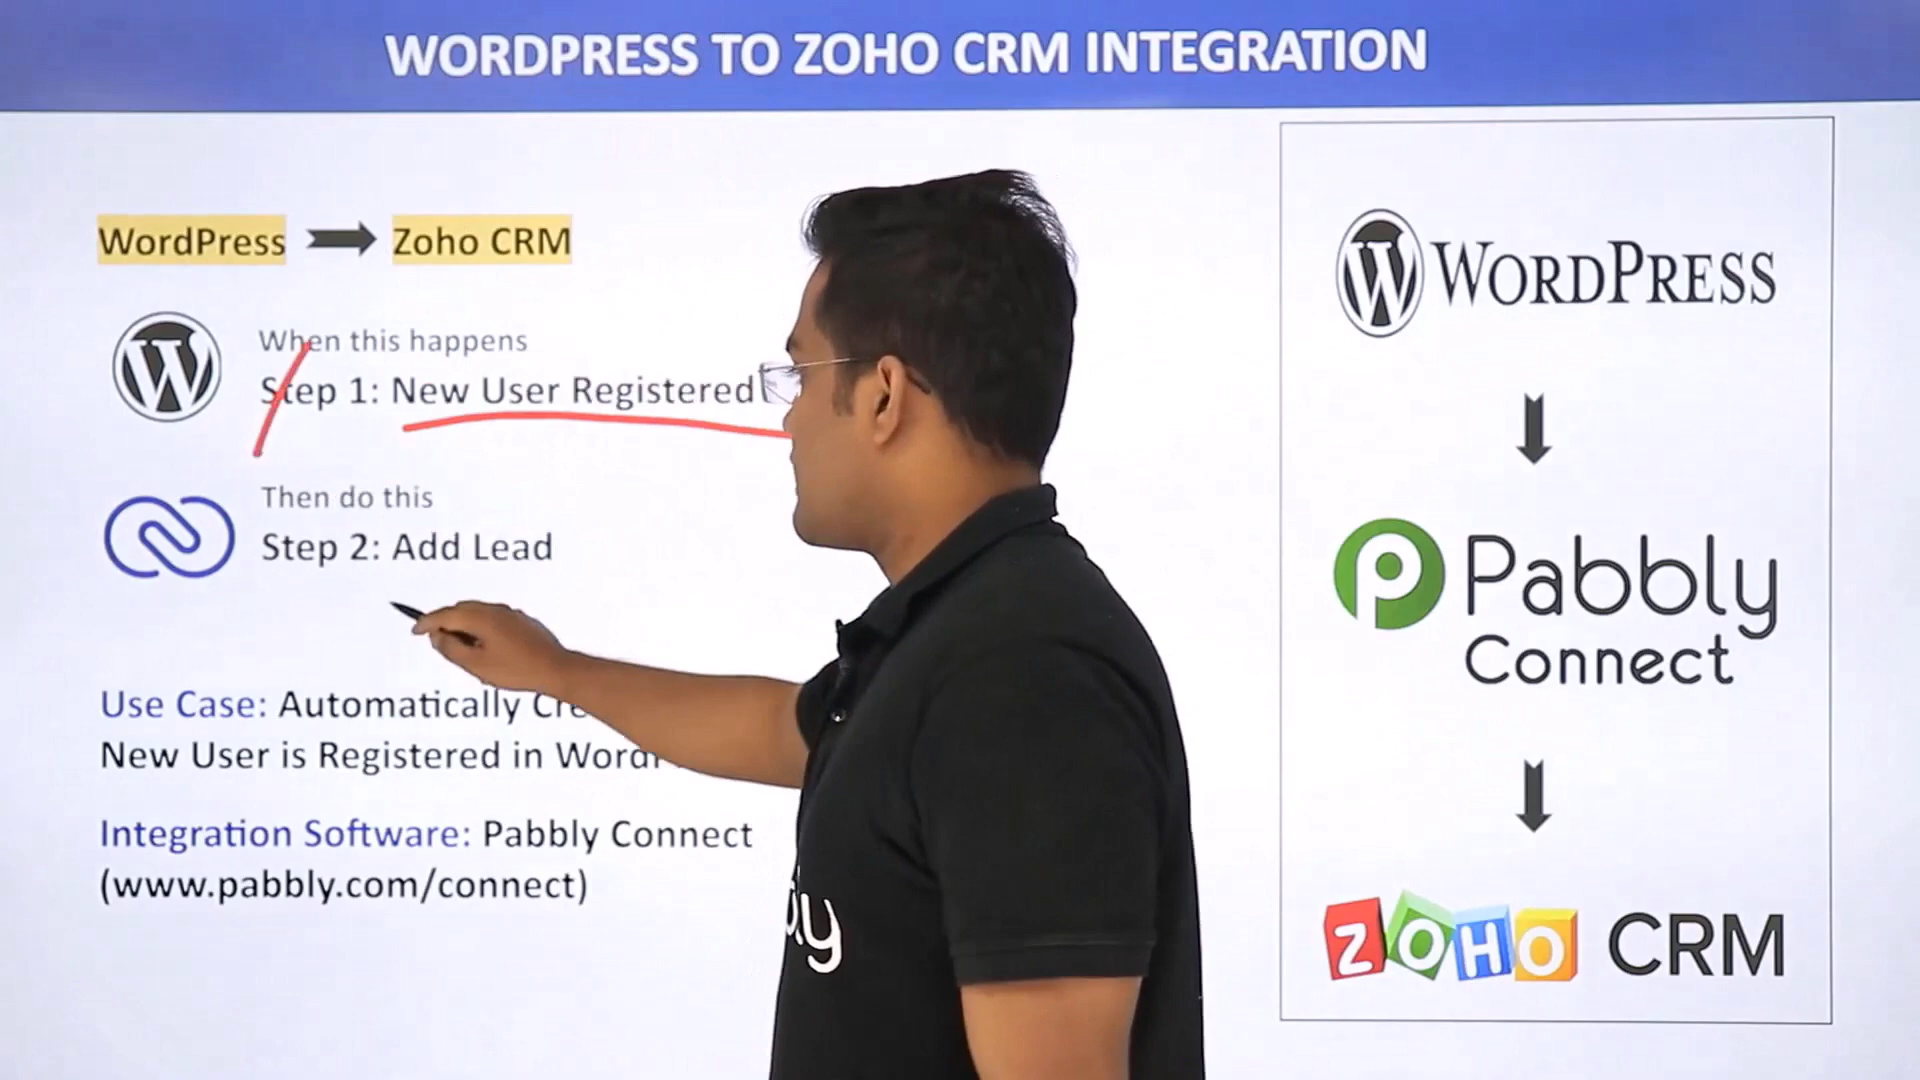 WORDPRESS TO ZOHO CRM INTEGRATION
WordPress Zoho CRM
When this happens
Step 1: New User Registered
Then do this
Step 2: Add Lead
Use Case: Automatically
New User is Registered in
Integration Software: Pabbly Connect
(www.pabbly.com/connect)
WORDPRESS
Pabbly
Connect
ZOHO CRM